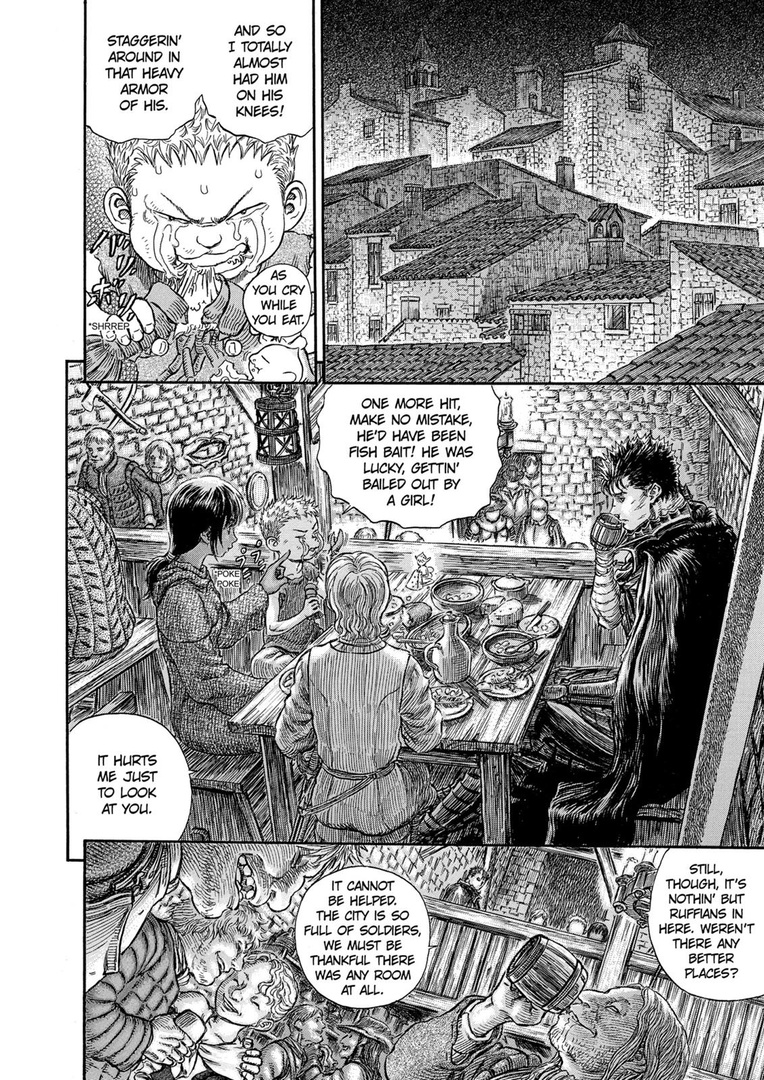 AND SO
I TOTALLY
ALMOST
HAD HIM
ON HIS
KNEES!
STAGGERIN'
AROUND IN
THAT HEAVY
ARMOR
OF HIS.
AS
YOU CRY
WHILE
YOU EAT.
*SHRREP
ONE MORE HIT,
MAKE NO MISTAKE,
HE'D HAVE BEEN
FISH BAIT! HE WAS
LUCKY, GETTIN'
BAILED OUT BY
A GIRL!
*POKE
POKE
IT HURTS
ME JUST
TO LOOK
AT YOU.
STILL,
THOUGH, IT'S
NOTHIN' BUT
RUFFIANS IN
HERE. WEREN'T
THERE ANY
BETTER
PLACES?
IT CANNOT
BE HELPED.
THE CITY IS SO
FULL OF SOLDIERS,
WE MUST BE
THANKFUL THERE
WAS ANY ROOM
AT ALL.